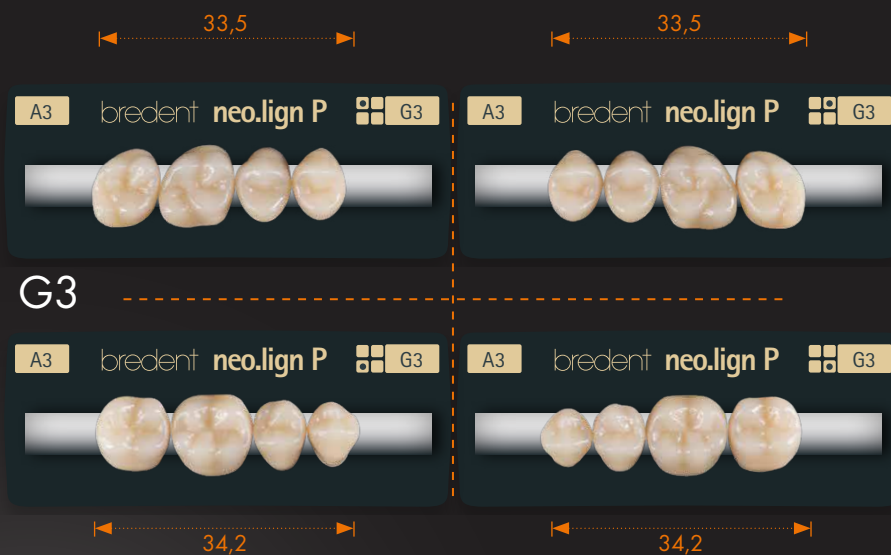 33,5 33,5
A3 bredent neo.lign P G3 A3 bredent neo.lign P G3
G3
A3 bredent neo.lign P G3 A3 bredent neo.lign P G3
34,2 34,2